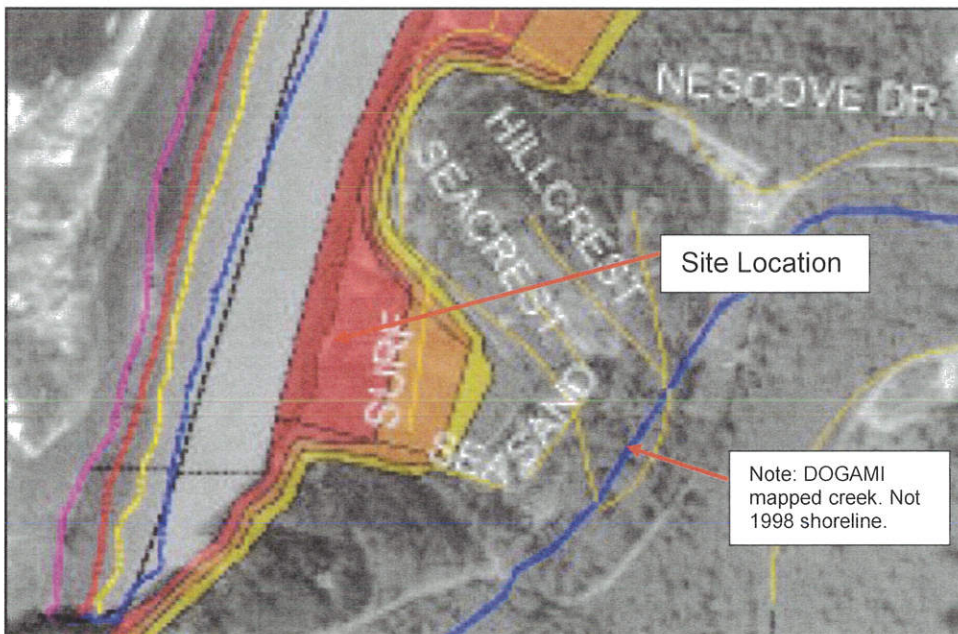 NESCOVE DR
HILLCREST
SEACREST
Site Location
SURF
SEASAND
Note: DOGAMI
mapped creek. Not
1998 shoreline.